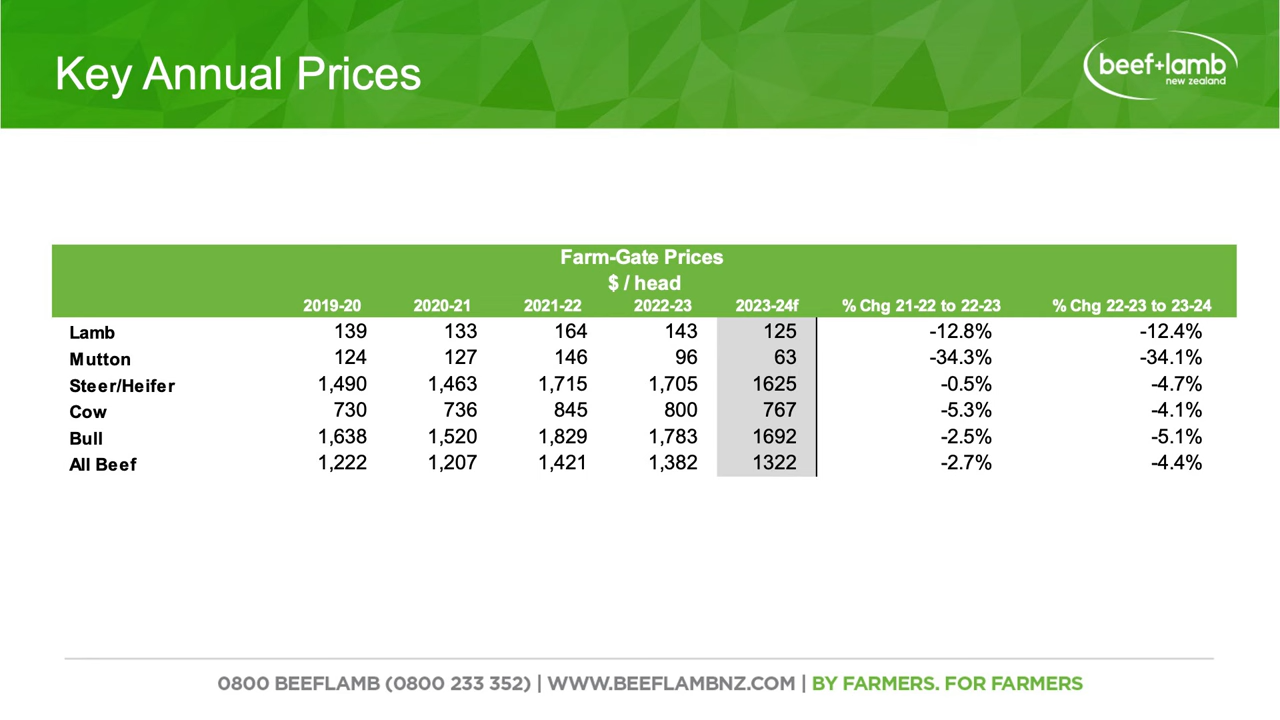 Key Annual Prices
beef+lamb
new zealand
Farm-Gate Prices
$ / head
2019-20 2020-21 2021-22 2022-23 2023-24f % Chg 21-22 to 22-23 % Chg 22-23 to 23-24
Lamb 139 133 164 143 125 -12.8% -12.4%
Mutton 124 127 146 96 63 -34.3% -34.1%
Steer/Heifer 1,490 1,463 1,715 1,705 1625 -0.5% -4.7%
Cow 730 736 845 800 767 -5.3% -4.1%
Bull 1,638 1,520 1,829 1,783 1692 -2.5% -5.1%
All Beef 1,222 1,207 1,421 1,382 1322 -2.7% -4.4%
0800 BEEFLAMB (0800 233 352) | WWW.BEEFLAMBNZ.COM | BY FARMERS. FOR FARMERS